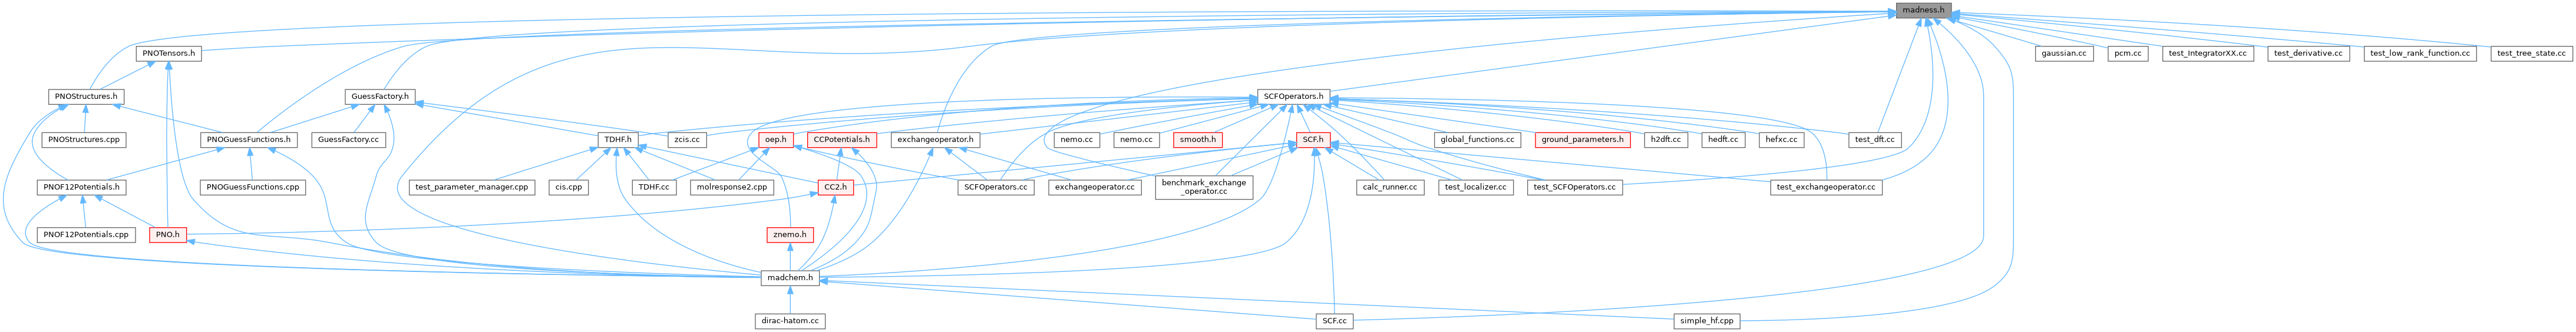 madness.h
PNOTensors.h
gaussian.cc
pcm.cc
test_IntegratorXX.cc
test_derivative.cc
test_low_rank_function.cc
test_tree_state.cc
PNOStructures.h
GuessFactory.h
SCFOperators.h
PNOStructures.cpp
PNOGuessFunctions.h
GuessFactory.cc
TDHF.h
zcis.cc
oep.h
CCPotentials.h
exchangeoperator.h
nemo.cc
nemo.cc
smooth.h
SCF.h
global_functions.cc
ground_parameters.h
h2dft.cc
hedft.cc
hefxc.cc
test_dft.cc
PNOF12Potentials.h
PNOGuessFunctions.cpp
test_parameter_manager.cpp
cis.cpp
TDHF.cc
molresponse2.cpp
CC2.h
SCFOperators.cc
exchangeoperator.cc
benchmark_exchange
_operator.cc
calc_runner.cc
test_localizer.cc
test_SCFOperators.cc
test_exchangeoperator.cc
PNOF12Potentials.cpp
PNO.h
znemo.h
madchem.h
dirac-hatom.cc
SCF.cc
simple_hf.cpp